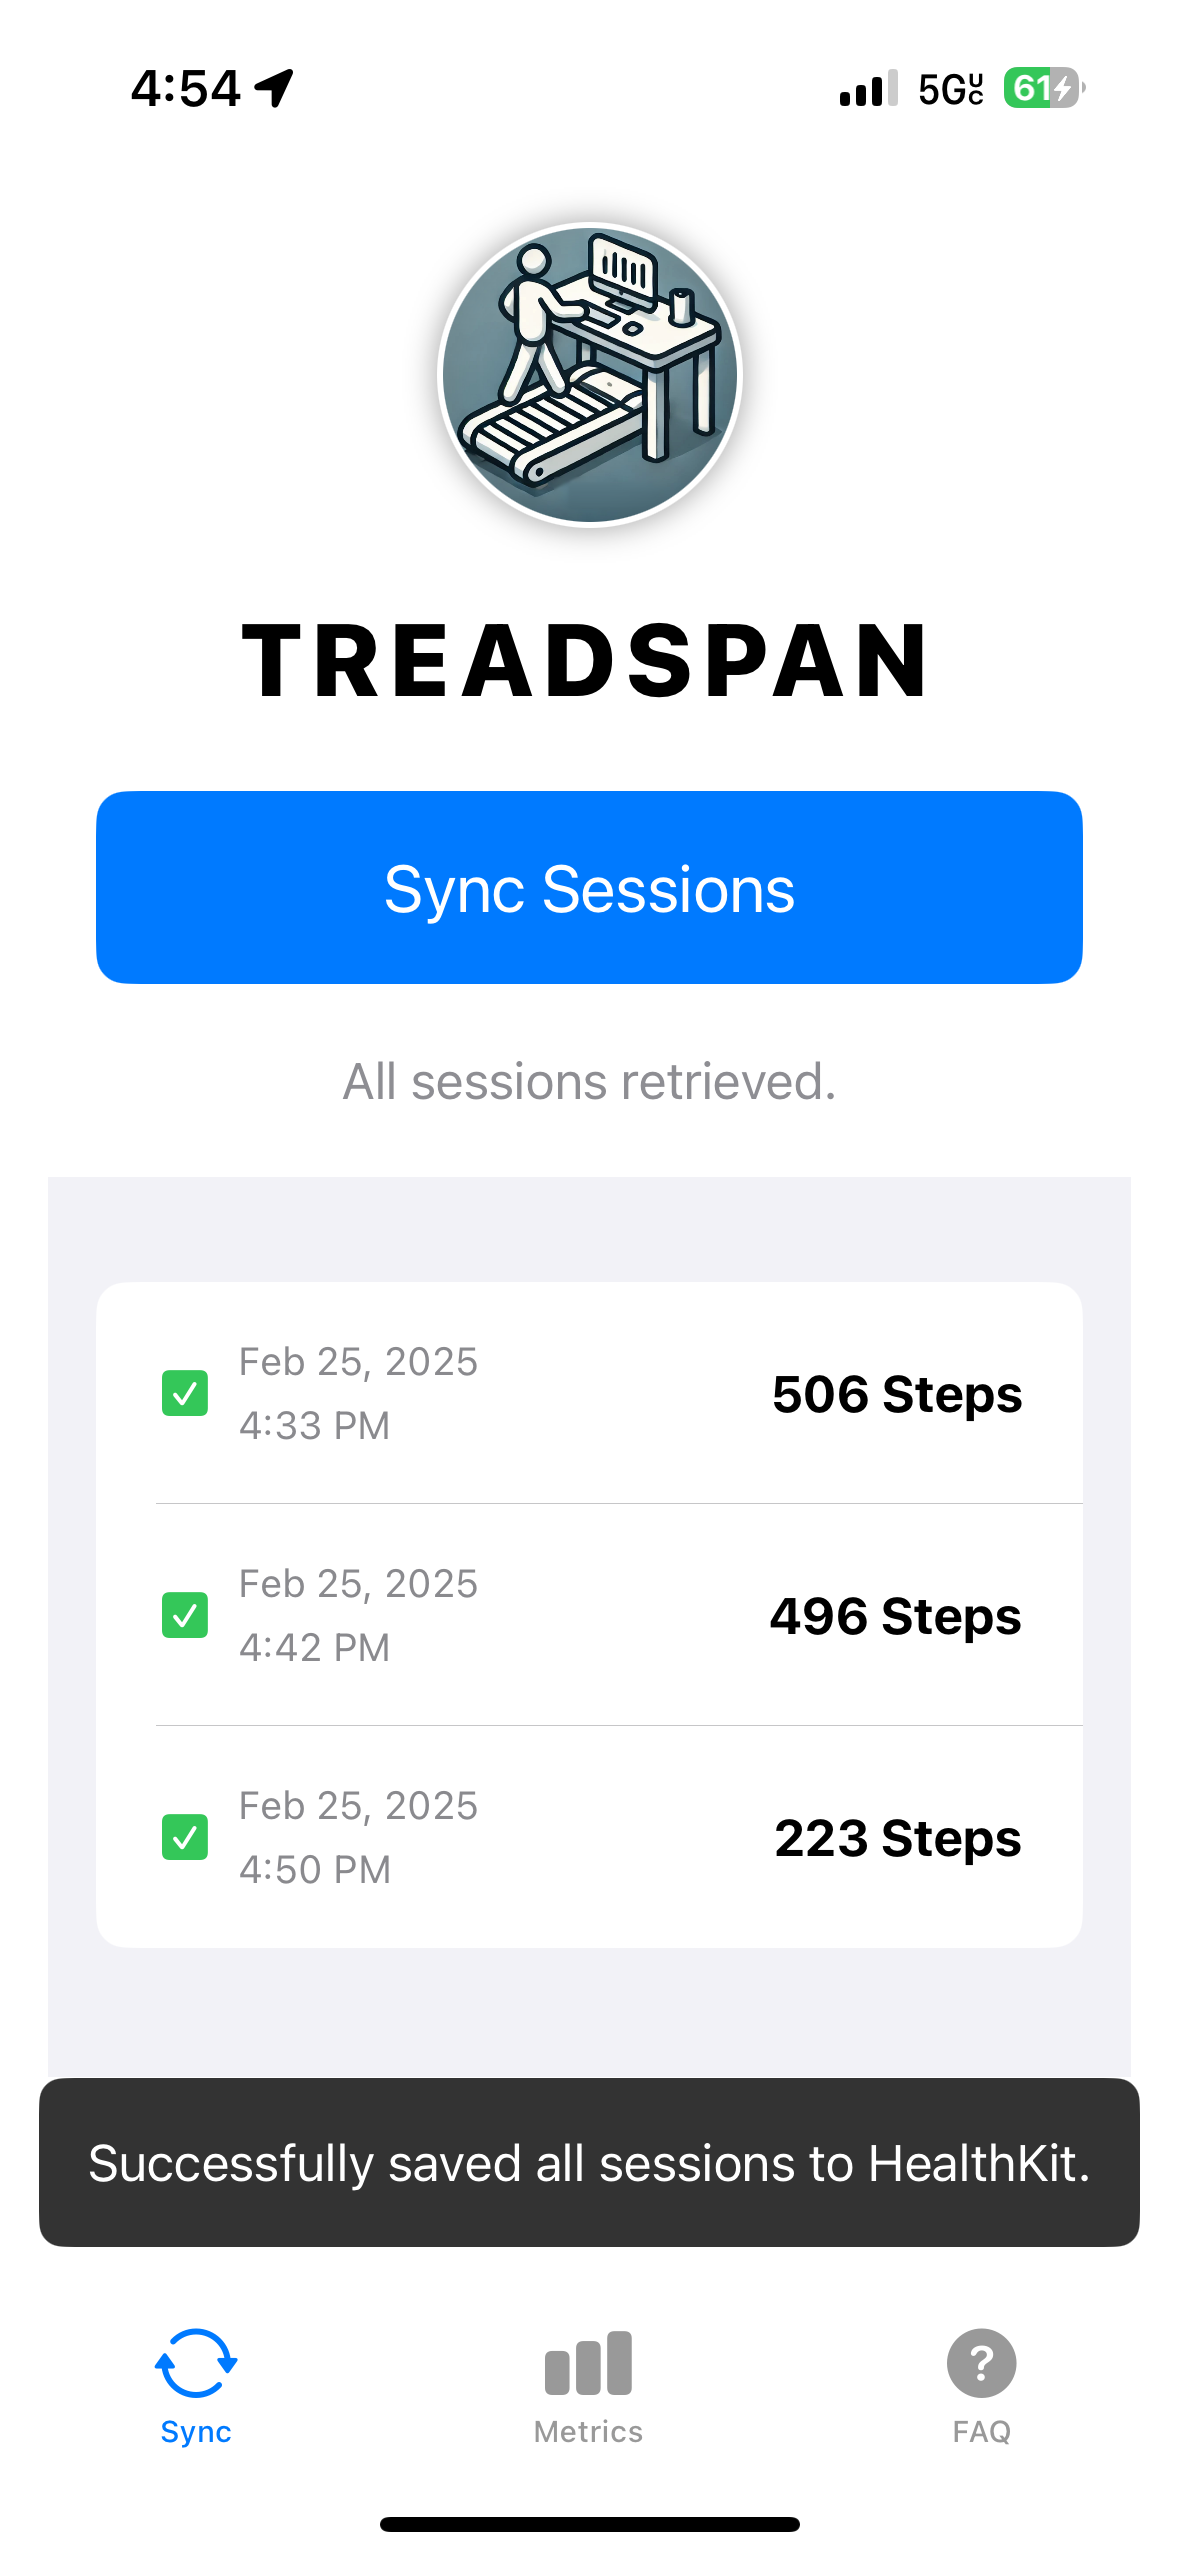 4:54
5GUC
61
TREADSPAN
Sync Sessions
All sessions retrieved.
Feb 25, 2025
4:33 PM
506 Steps
Feb 25, 2025
4:42 PM
496 Steps
Feb 25, 2025
4:50 PM
223 Steps
Successfully saved all sessions to HealthKit.
Sync
Metrics
FAQ